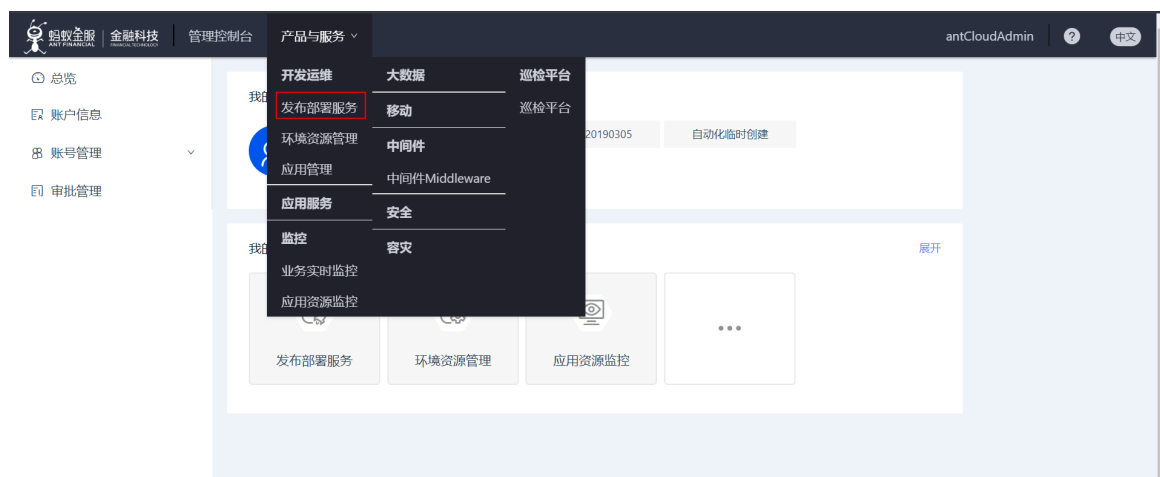 蚂蚁金服 金融科技 管理控制台 产品与服务 antCloudAdmin ? 中文
ANT FINANCIAL FINANCIAL TECHNOLOGY
总览
账户信息
账号管理
审批管理
开发运维
发布部署服务
环境资源管理
应用管理
应用服务
监控
业务实时监控
应用资源监控
大数据
移动
中间件
中间件Middleware
安全
容灾
巡检平台
巡检平台
我的
20190305 自动化临时创建
我的
展开
发布部署服务 环境资源管理 应用资源监控